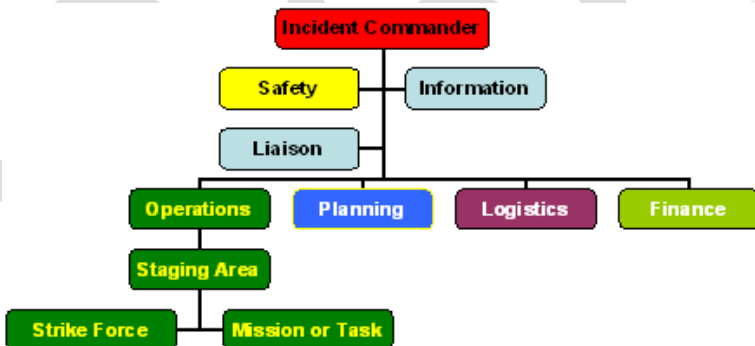 Incident Commander
Safety
Information
Liaison
Operations
Planning
Logistics
Finance
Staging Area
Strike Force
Mission or Task